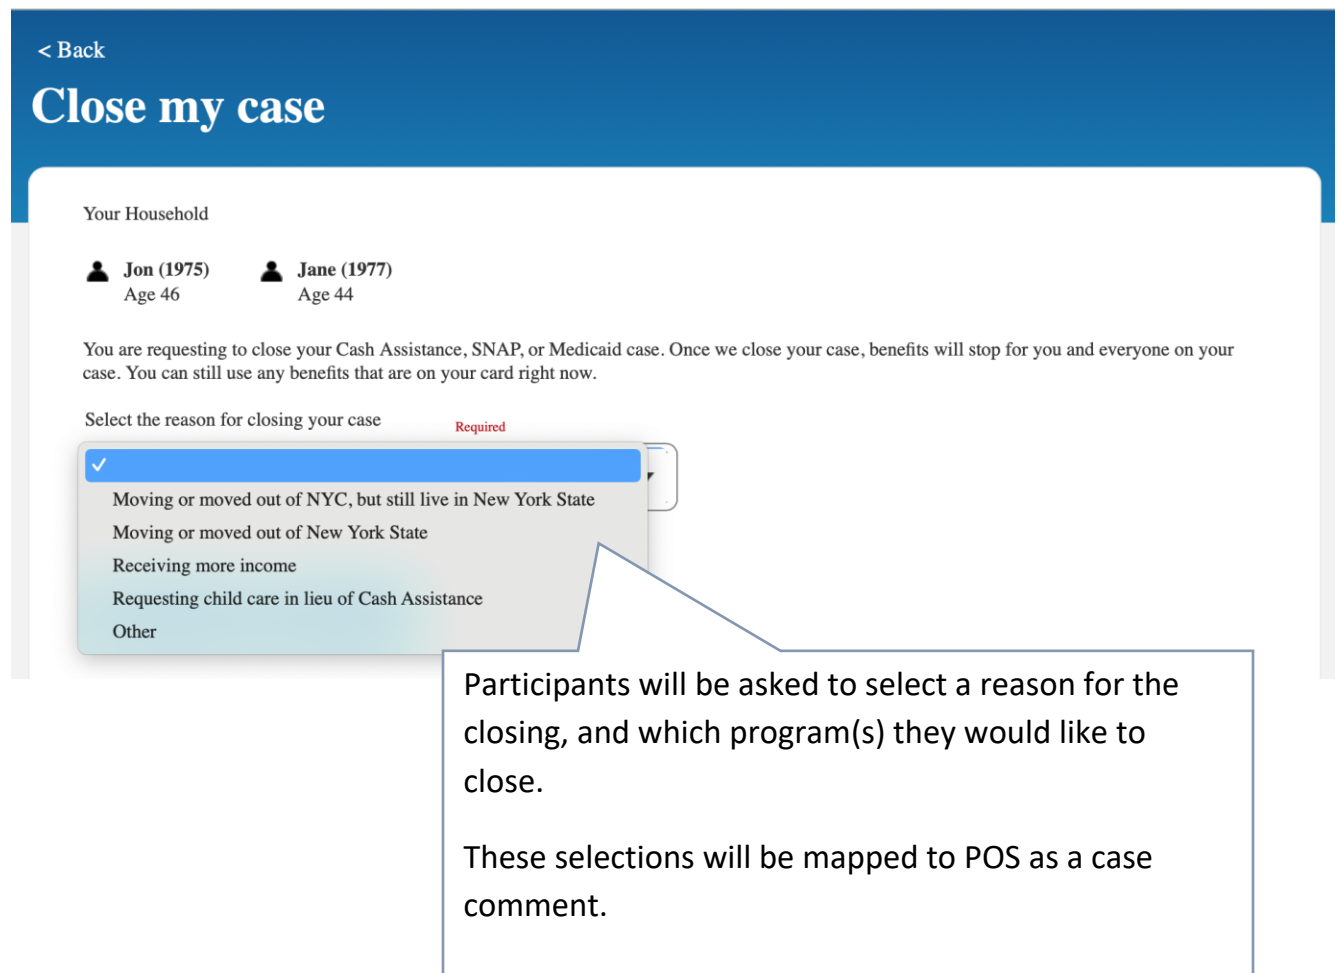 < Back
Close my case
Your Household
Jon (1975)
Age 46
Jane (1977)
Age 44
You are requesting to close your Cash Assistance, SNAP, or Medicaid case. Once we close your case, benefits will stop for you and everyone on your
case. You can still use any benefits that are on your card right now.
Select the reason for closing your case
Required
Moving or moved out of NYC, but still live in New York State
Moving or moved out of New York State
Receiving more income
Requesting child care in lieu of Cash Assistance
Other
Participants will be asked to select a reason for the
closing, and which program(s) they would like to
close.
These selections will be mapped to POS as a case
comment.